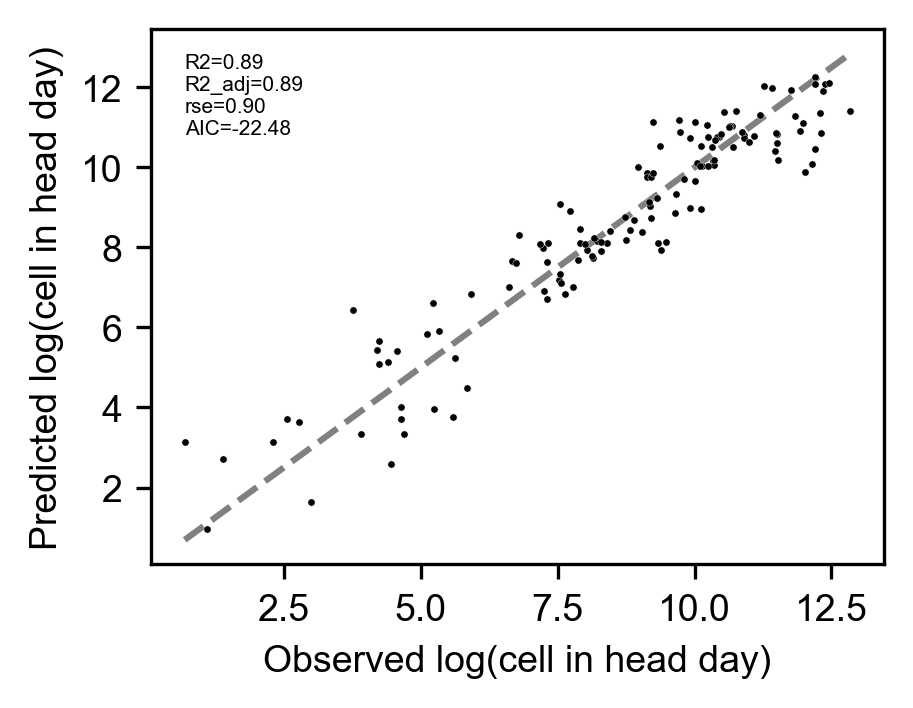 R2=0.89
R2_adj=0.89
rse=0.90
AIC=-22.48
Predicted log(cell in head day)
12
10
8
6
4
2
2.5 5.0 7.5 10.0 12.5
Observed log(cell in head day)